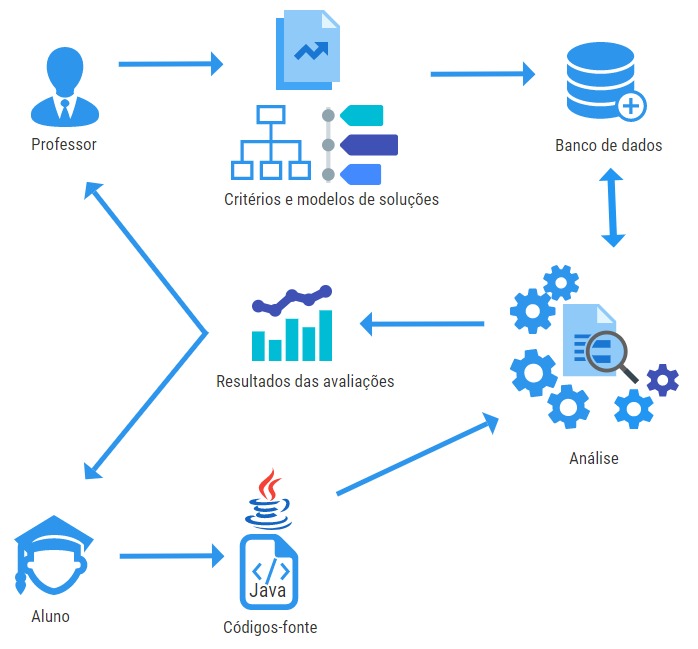 Professor
Critérios e modelos de soluções
Banco de dados
Resultados das avaliações
Análise
Aluno
</>
Java
Códigos-fonte